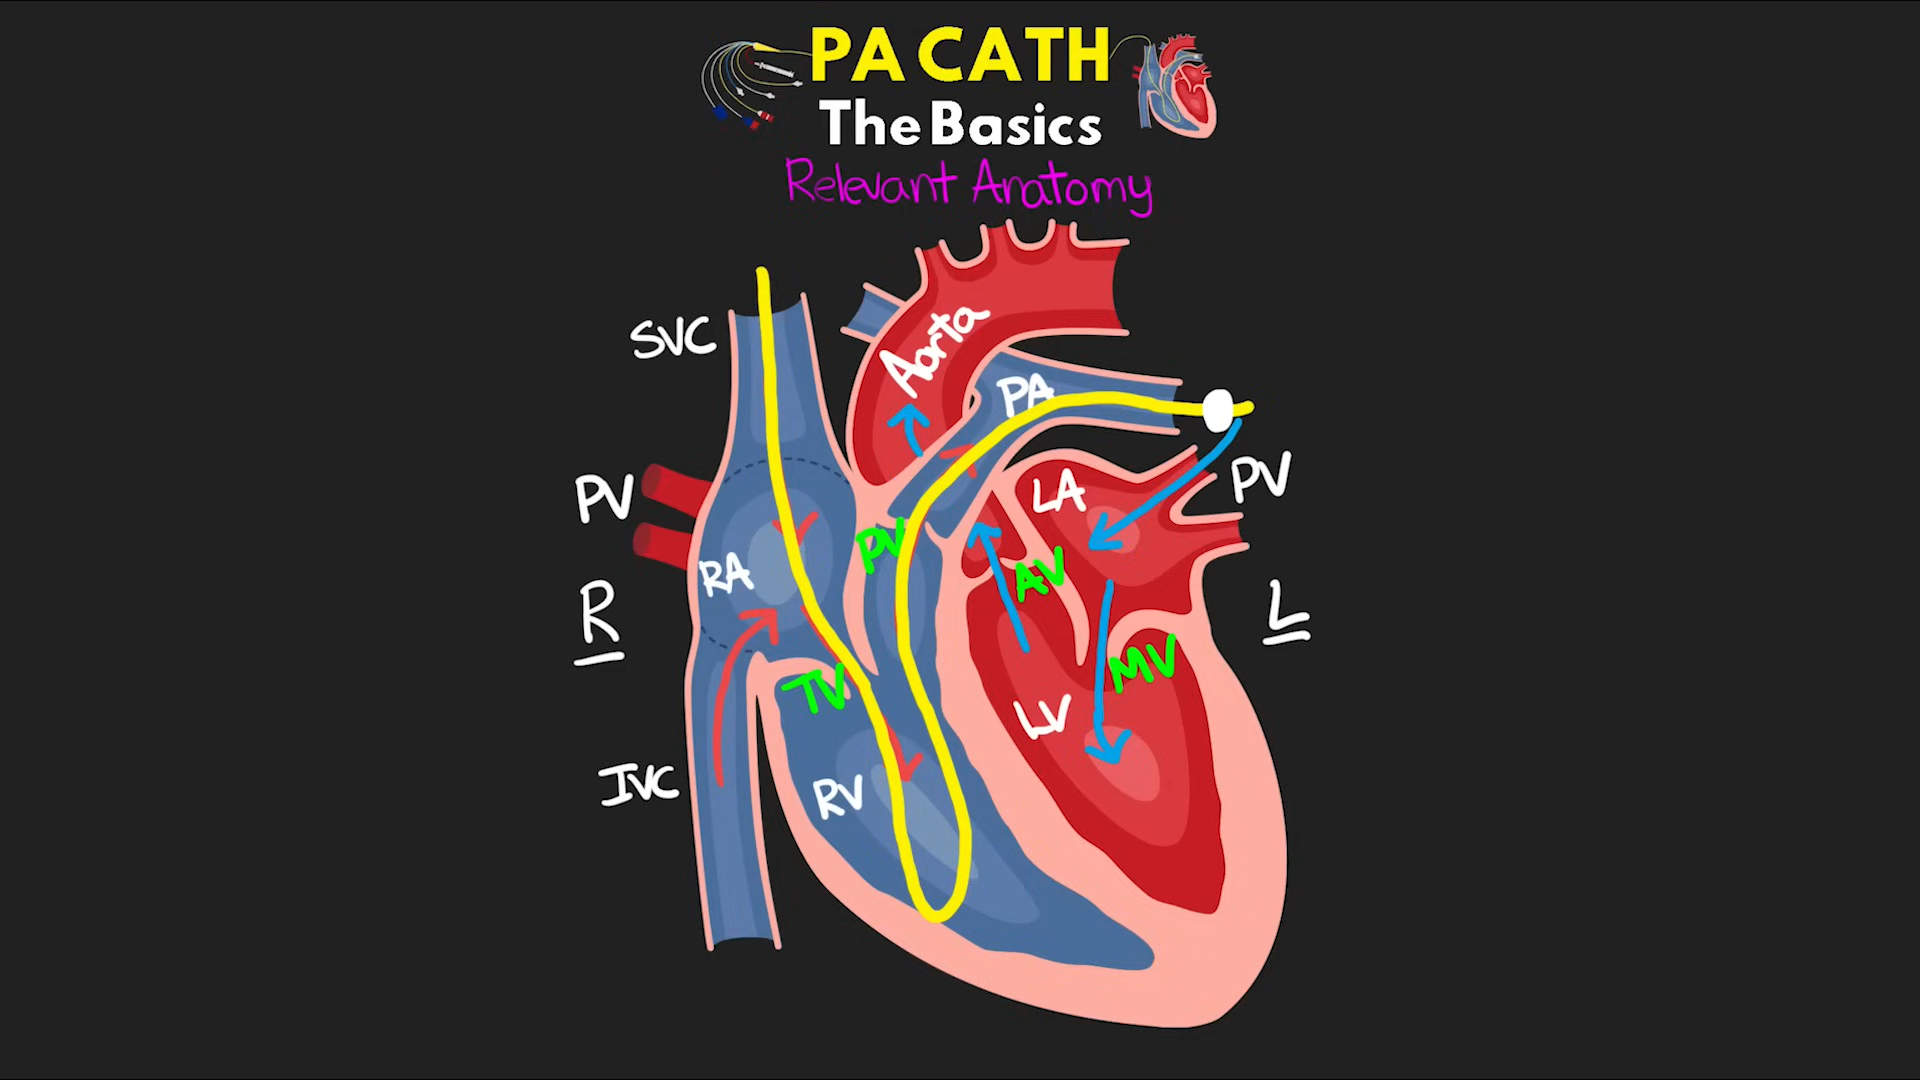 PA CATH
The Basics
Relevant Anatomy
Aorta
SVC
PA
PV
PV
LA
PV
AV
RA
R
L
MV
TV
LV
IVC
RV